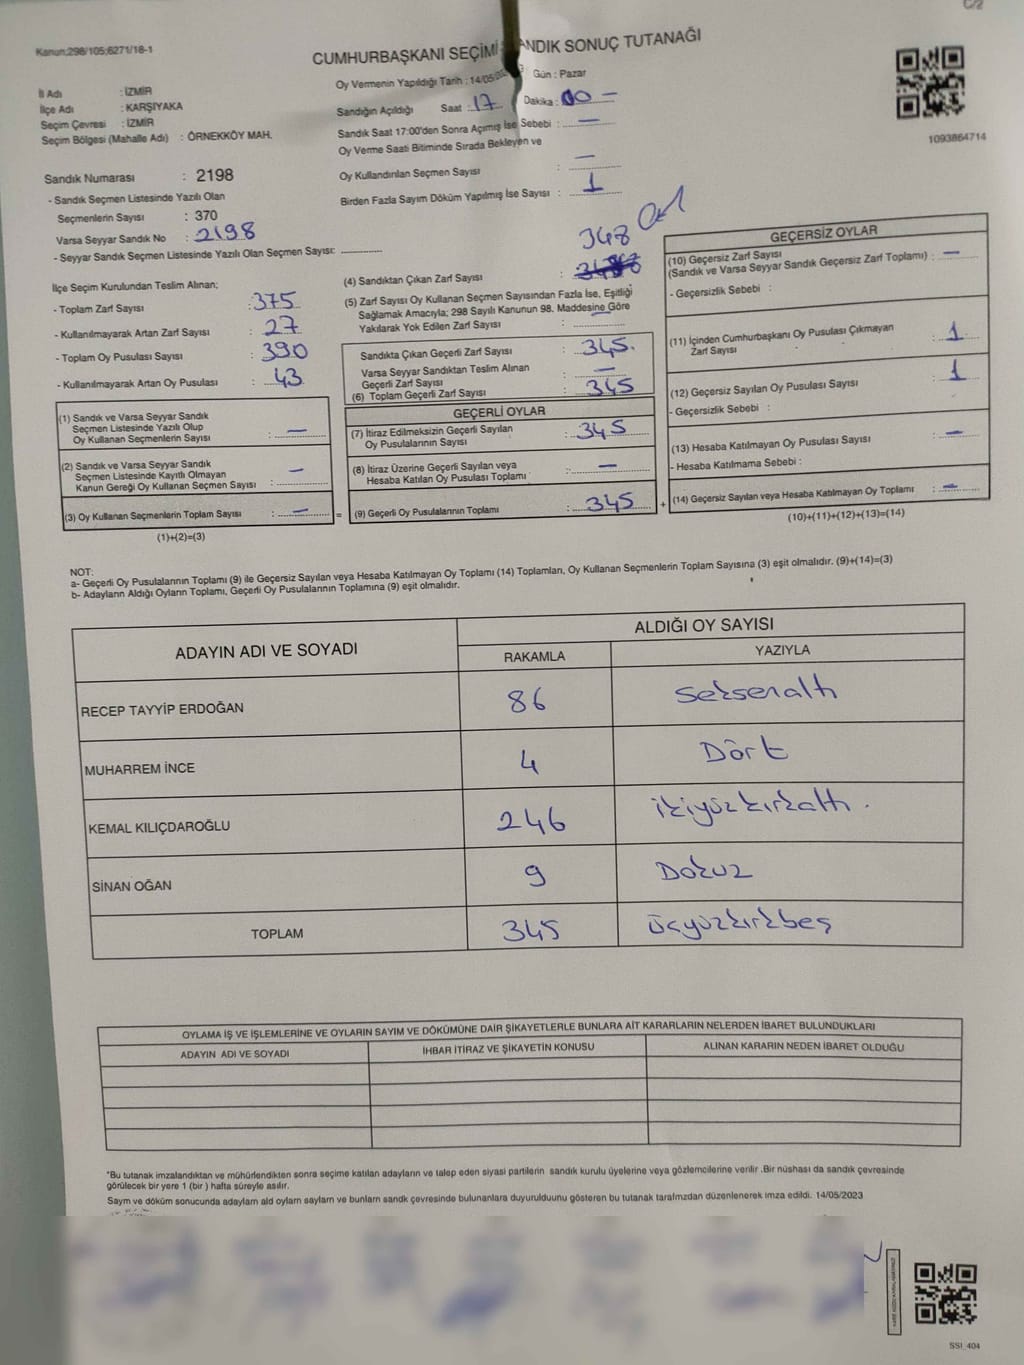 C/2
Kanun;298/105;6271/18-1
CUMHURBAŞKANI SEÇİMİ SANDIK SONUÇ TUTANAĞI
İl Adı : İZMİR
İlçe Adı : KARŞIYAKA
Seçim Çevresi : İZMİR
Seçim Bölgesi (Mahalle Adı) : ÖRNEKKÖY MAH.
Oy Vermenin Yapıldığı Tarih : 14/05/ Gün : Pazar
Sandığın Açıldığı Saat : 17 Dakika : 00 -
Sandık Saat 17:00'den Sonra Açımış İse Sebebi : -
Oy Verme Saati Bitiminde Sırada Bekleyen ve
Oy Kullandırılan Seçmen Sayısı : -
Birden Fazla Sayım Döküm Yapılmış İse Sayısı : 1
1093864714
Sandık Numarası : 2198
- Sandık Seçmen Listesinde Yazılı Olan
Seçmenlerin Sayısı : 370
Varsa Seyyar Sandık No : 2198
- Seyyar Sandık Seçmen Listesinde Yazılı Olan Seçmen Sayısı: ..............
İlçe Seçim Kurulundan Teslim Alınan;
- Toplam Zarf Sayısı : 375
- Kullanılmayarak Artan Zarf Sayısı : 27
- Toplam Oy Pusulası Sayısı : 390
- Kullanılmayarak Artan Oy Pusulası : 43
(1) Sandık ve Varsa Seyyar Sandık
Seçmen Listesinde Yazılı Olup
Oy Kullanan Seçmenlerin Sayısı : -
(2) Sandık ve Varsa Seyyar Sandık
Seçmen Listesinde Kayıtlı Olmayan
Kanun Gereği Oy Kullanan Seçmen Sayısı : -
(3) Oy Kullanan Seçmenlerin Toplam Sayısı : - =
(1)+(2)=(3)
348
(4) Sandıktan Çıkan Zarf Sayısı :
(5) Zarf Sayısı Oy Kullanan Seçmen Sayısından Fazla İse, Eşitliği
Sağlamak Amacıyla; 298 Sayılı Kanunun 98. Maddesine Göre
Yakılarak Yok Edilen Zarf Sayısı : ..............
Sandıkta Çıkan Geçerli Zarf Sayısı : 345.
Varsa Seyyar Sandıktan Teslim Alınan
Geçerli Zarf Sayısı : -
(6) Toplam Geçerli Zarf Sayısı : 345
GEÇERLİ OYLAR
(7) İtiraz Edilmeksizin Geçerli Sayılan
Oy Pusulalarının Sayısı : 345
(8) İtiraz Üzerine Geçerli Sayılan veya
Hesaba Katılan Oy Pusulası Toplamı : -
(9) Geçerli Oy Pusulalarının Toplamı : 345 +
GEÇERSİZ OYLAR
(10) Geçersiz Zarf Sayısı
(Sandık ve Varsa Seyyar Sandık Geçersiz Zarf Toplamı) : -
- Geçersizlik Sebebi :
(11) İçinden Cumhurbaşkanı Oy Pusulası Çıkmayan
Zarf Sayısı : 1
(12) Geçersiz Sayılan Oy Pusulası Sayısı : 1
- Geçersizlik Sebebi :
(13) Hesaba Katılmayan Oy Pusulası Sayısı : -
- Hesaba Katılmama Sebebi :
(14) Geçersiz Sayılan veya Hesaba Katılmayan Oy Toplamı : -
(10)+(11)+(12)+(13)=(14)
NOT:
a- Geçerli Oy Pusulalarının Toplamı (9) ile Geçersiz Sayılan veya Hesaba Katılmayan Oy Toplamı (14) Toplamları, Oy Kullanan Seçmenlerin Toplam Sayısına (3) eşit olmalıdır. (9)+(14)=(3)
b- Adayların Aldığı Oyların Toplamı, Geçerli Oy Pusulalarının Toplamına (9) eşit olmalıdır.
ADAYIN ADI VE SOYADI ALDIĞI OY SAYISI
RAKAMLA YAZIYLA
RECEP TAYYİP ERDOĞAN 86 Seksenaltı
MUHARREM İNCE 4 Dört
KEMAL KILIÇDAROĞLU 246 ikiyüzkırkaltı.
SİNAN OĞAN 9 Dokuz
TOPLAM 345 üçyüzkırkbeş
OYLAMA İŞ VE İŞLEMLERİNE VE OYLARIN SAYIM VE DÖKÜMÜNE DAİR ŞİKAYETLERLE BUNLARA AİT KARARLARIN NELERDEN İBARET BULUNDUKLARI
ADAYIN ADI VE SOYADI İHBAR İTİRAZ VE ŞİKAYETİN KONUSU ALINAN KARARIN NEDEN İBARET OLDUĞU
*Bu tutanak imzalandıktan ve mühürlendikten sonra seçime katılan adayların ve talep eden siyasi partilerin sandık kurulu üyelerine veya gözlemcilerine verilir .Bir nüshası da sandık çevresinde
görülecek bir yere 1 (bir ) hafta süreyle asılır.
Sayım ve döküm sonucunda adaylam ald oylam saylam ve bunlam sandk çevresinde bulunanlara duyurulduunu gösteren bu tutanak tarafmzdan düzenlenerek imza edildi. 14/05/2023
SSI_404